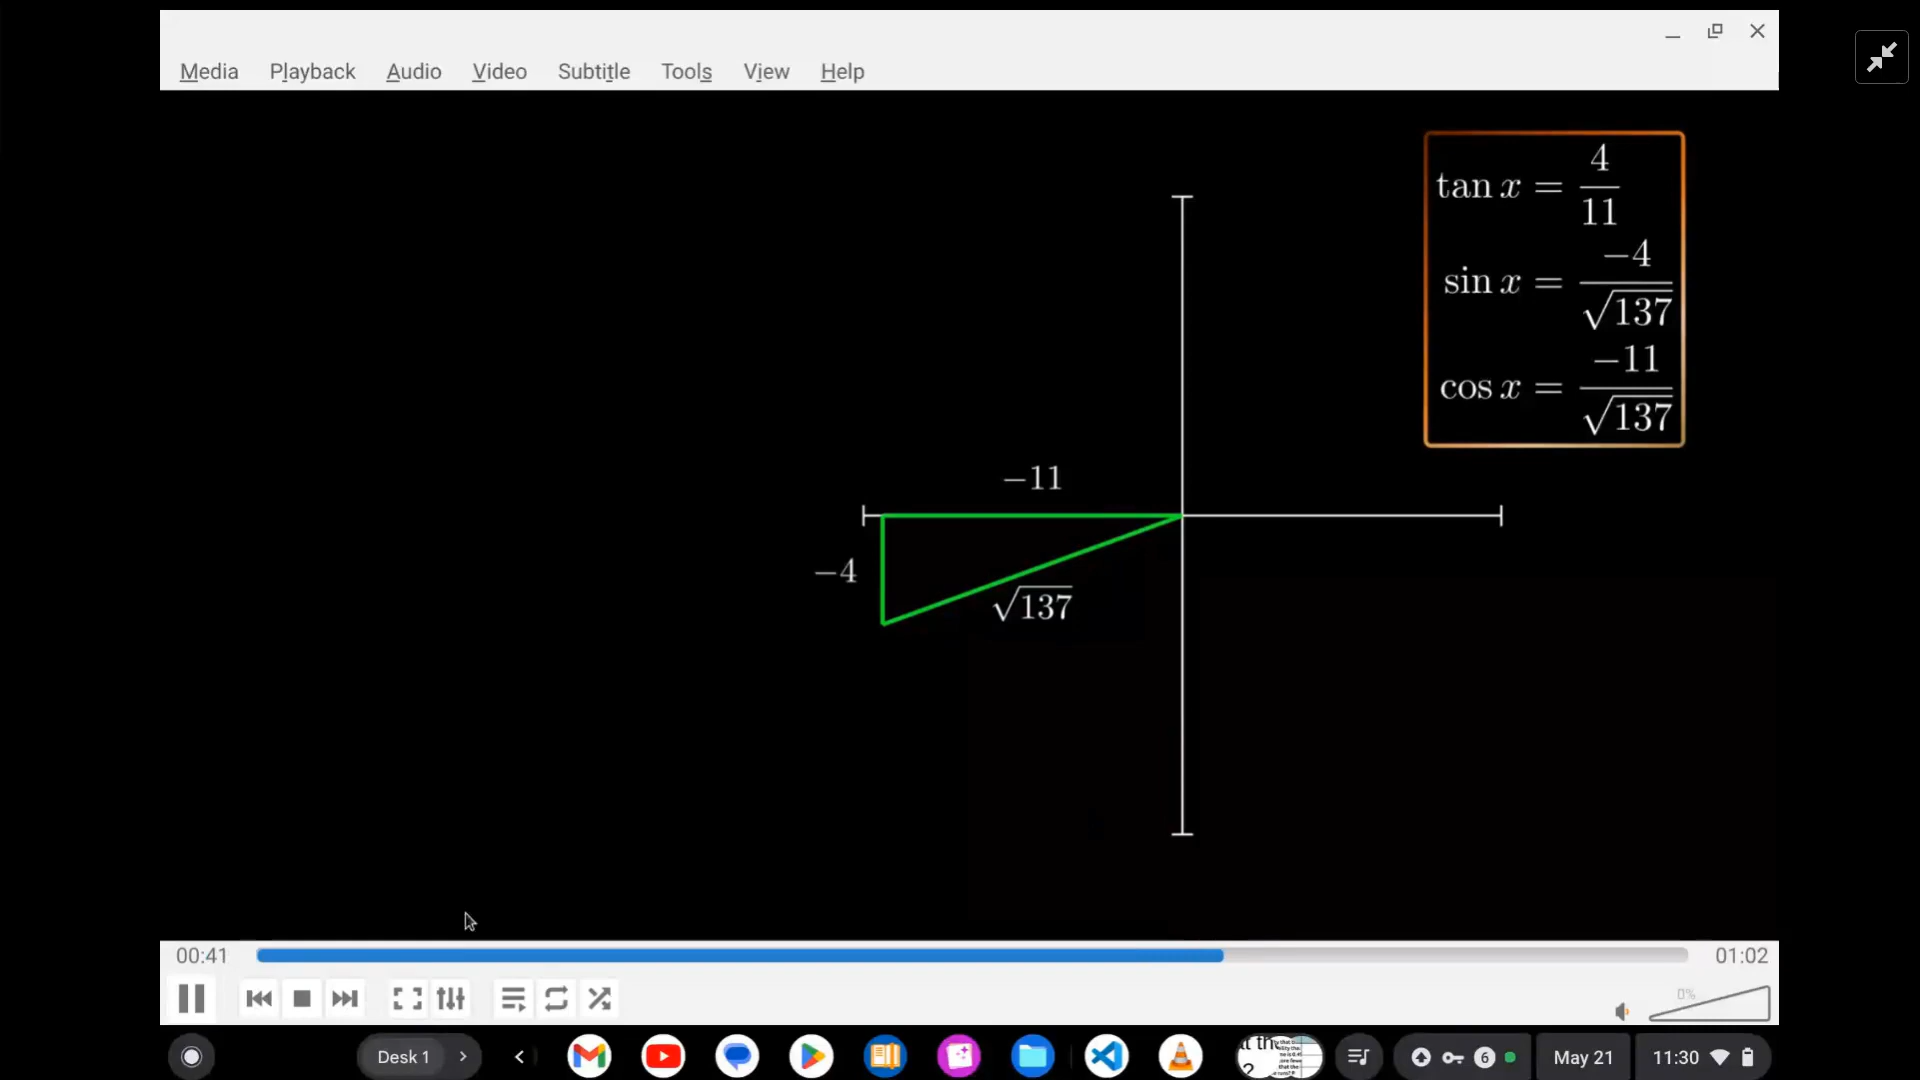 Media Playback Audio Video Subtitle Tools View Help
tan x = 4/11
sin x = −4/√137
cos x = −11/√137
−11
−4
√137
00:41
01:02
0%
Desk 1
6
May 21
11:30